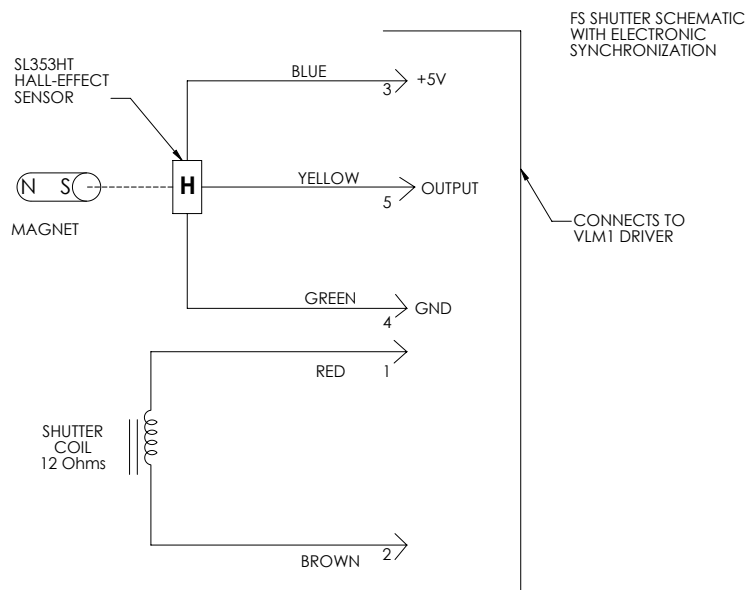 FS SHUTTER SCHEMATIC
WITH ELECTRONIC
SYNCHRONIZATION
SL353HT
HALL-EFFECT
SENSOR
BLUE
3
+5V
N S
H
YELLOW
5
OUTPUT
MAGNET
CONNECTS TO
VLM1 DRIVER
GREEN
4
GND
RED
1
SHUTTER
COIL
12 Ohms
BROWN
2